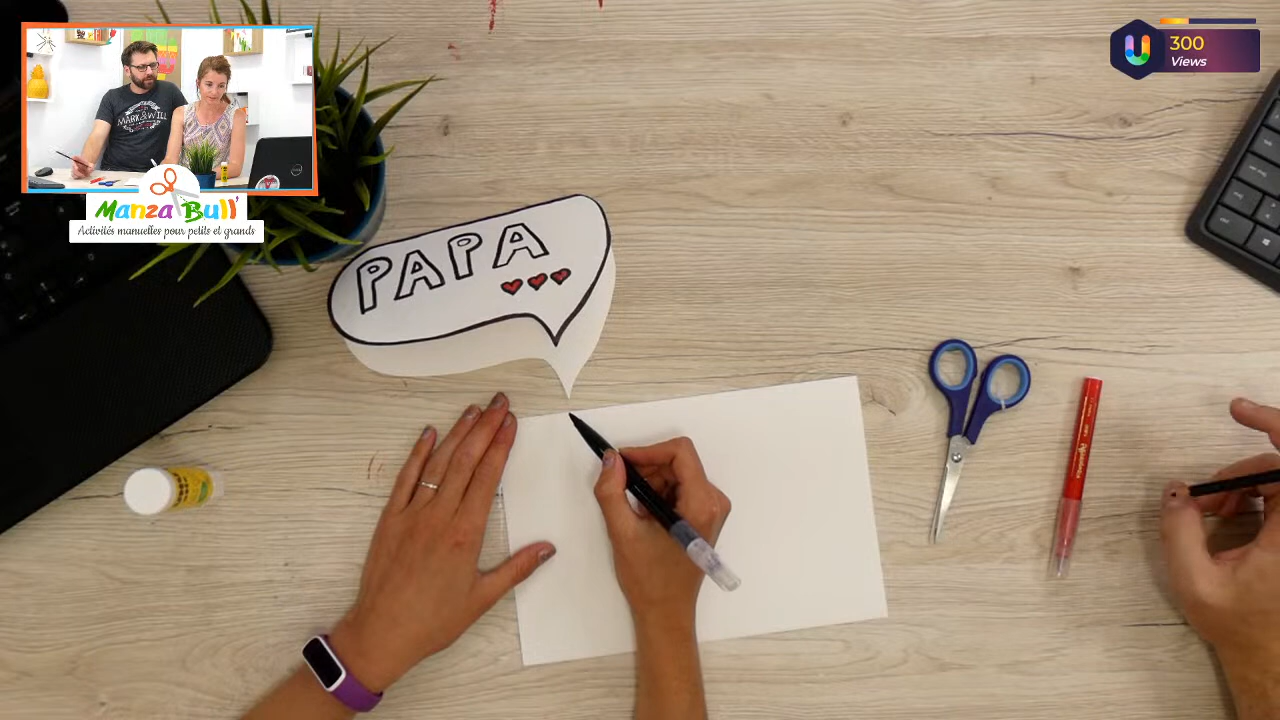 MARK & WILL
Manza Bull'
Activités manuelles pour petits et grands
300
Views
PAPA